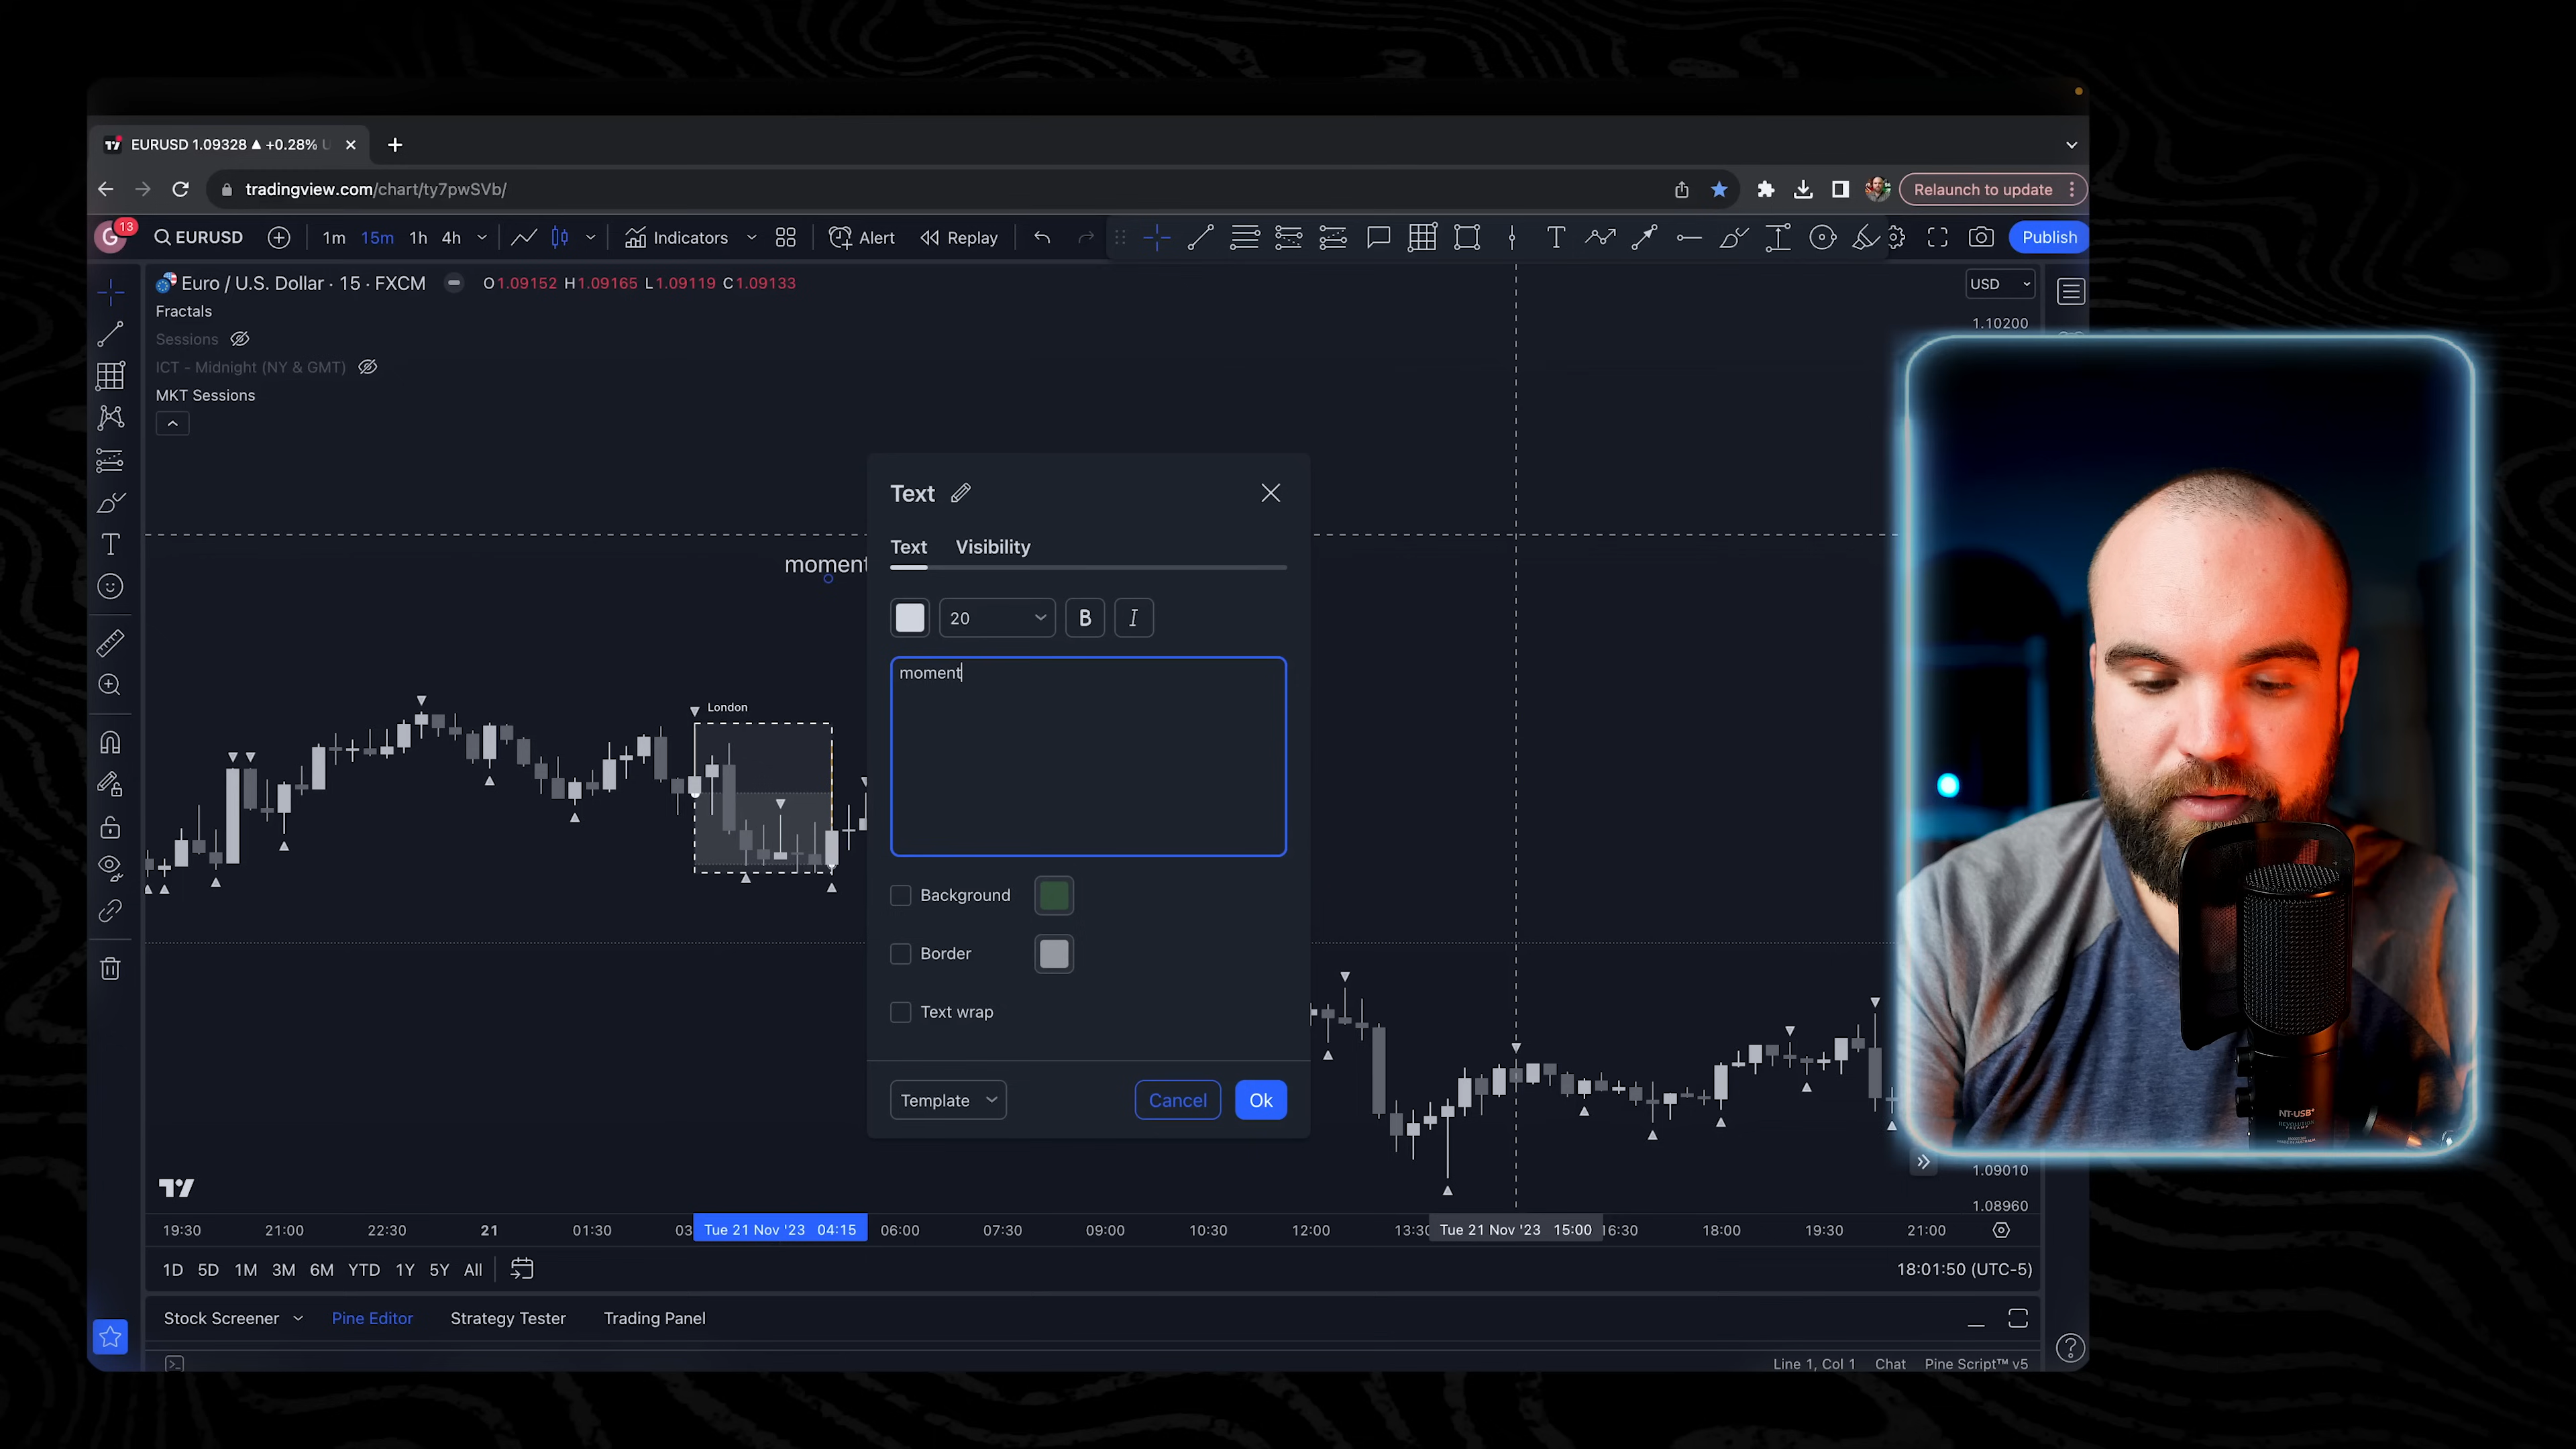 EURUSD 1.09328 ▲ +0.28% U
tradingview.com/chart/ty7pwSVb/
Relaunch to update
G 13 EURUSD 1m 15m 1h 4h Indicators Alert Replay Publish
Euro / U.S. Dollar · 15 · FXCM O1.09152 H1.09165 L1.09119 C1.09133
USD
Fractals
1.10200
Sessions
ICT - Midnight (NY & GMT)
MKT Sessions
Text
Text Visibility
moment
20 B I
moment
London
Background
Border
Text wrap
Template Cancel Ok
NT-USB+
1.09010
1.08960
19:30 21:00 22:30 21 01:30 03 Tue 21 Nov '23 04:15 06:00 07:30 09:00 10:30 12:00 13:30 Tue 21 Nov '23 15:00 16:30 18:00 19:30 21:00
1D 5D 1M 3M 6M YTD 1Y 5Y All
18:01:50 (UTC-5)
Stock Screener Pine Editor Strategy Tester Trading Panel
Line 1, Col 1 Chat Pine Script™ v5